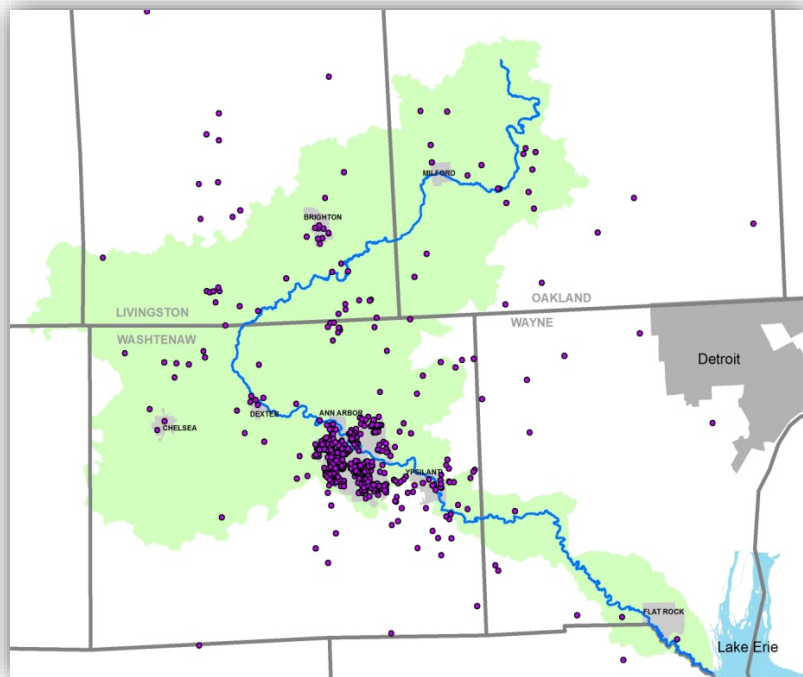 MILFORD
BRIGHTON
LIVINGSTON
OAKLAND
WASHTENAW
WAYNE
Detroit
DEXTER
ANN ARBOR
CHELSEA
YPSILANTI
FLAT ROCK
Lake Erie